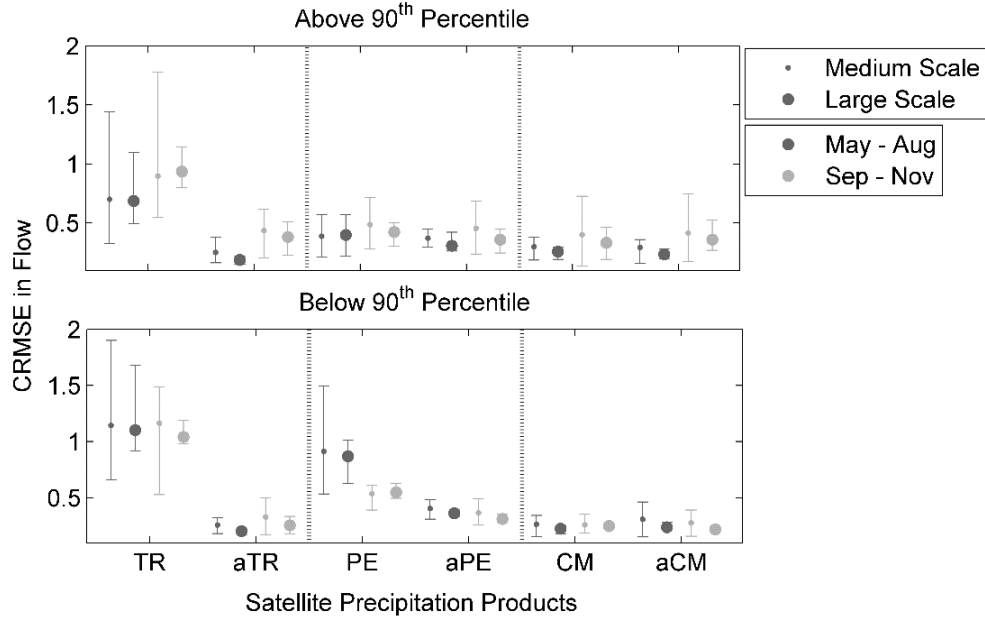 Above 90th Percentile
2
1.5
1
0.5
Medium Scale
Large Scale
May - Aug
Sep - Nov
CRMSE in Flow
Below 90th Percentile
2
1.5
1
0.5
TR aTR PE aPE CM aCM
Satellite Precipitation Products